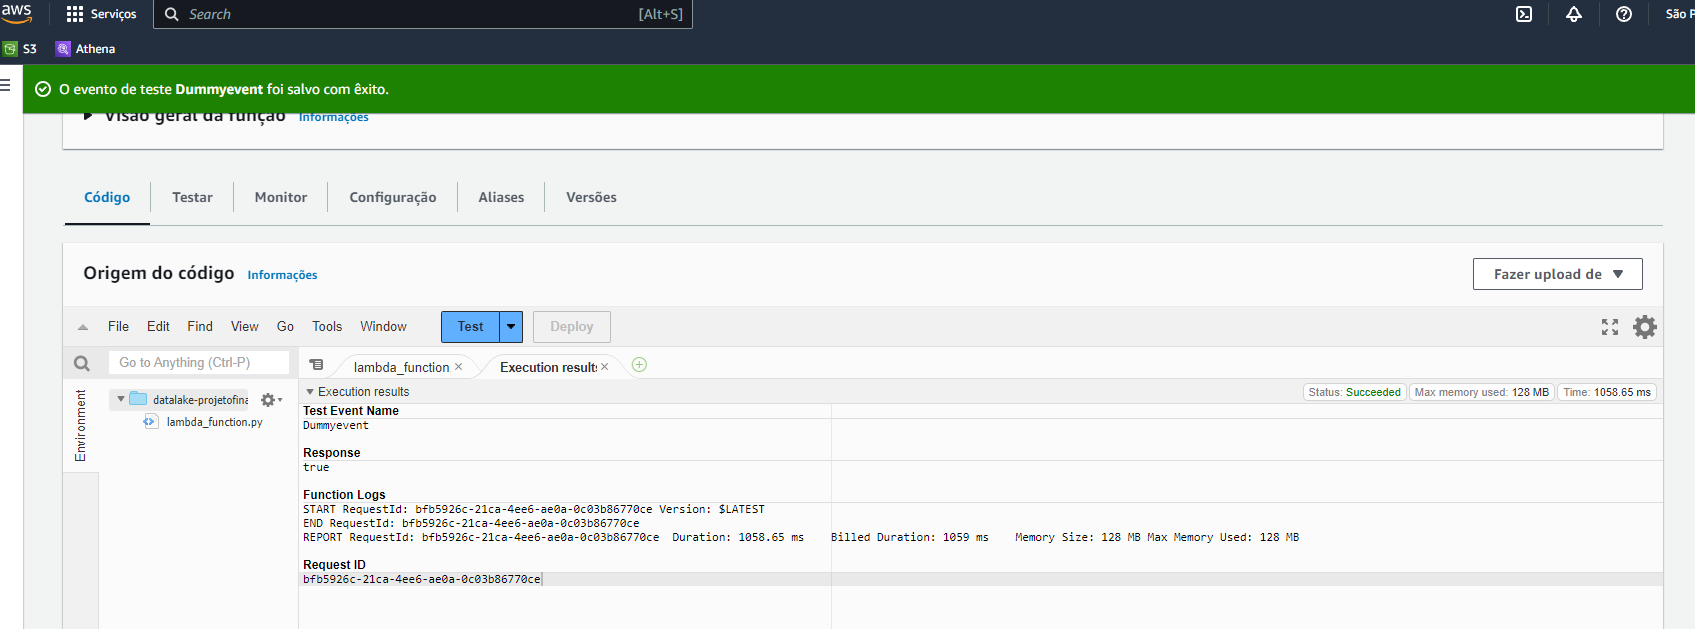 aws
Serviços
Search
[Alt+S]
São P
S3
Athena
O evento de teste Dummyevent foi salvo com êxito.
Visão geral da função Informações
Código
Testar
Monitor
Configuração
Aliases
Versões
Origem do código Informações
Fazer upload de
File Edit Find View Go Tools Window
Test
Deploy
Go to Anything (Ctrl-P)
lambda_function
Execution results
Environment
datalake-projetofina
lambda_function.py
Execution results
Status: Succeeded
Max memory used: 128 MB
Time: 1058.65 ms
Test Event Name
Dummyevent
Response
true
Function Logs
START RequestId: bfb5926c-21ca-4ee6-ae0a-0c03b86770ce Version: $LATEST
END RequestId: bfb5926c-21ca-4ee6-ae0a-0c03b86770ce
REPORT RequestId: bfb5926c-21ca-4ee6-ae0a-0c03b86770ce Duration: 1058.65 ms Billed Duration: 1059 ms Memory Size: 128 MB Max Memory Used: 128 MB
Request ID
bfb5926c-21ca-4ee6-ae0a-0c03b86770ce